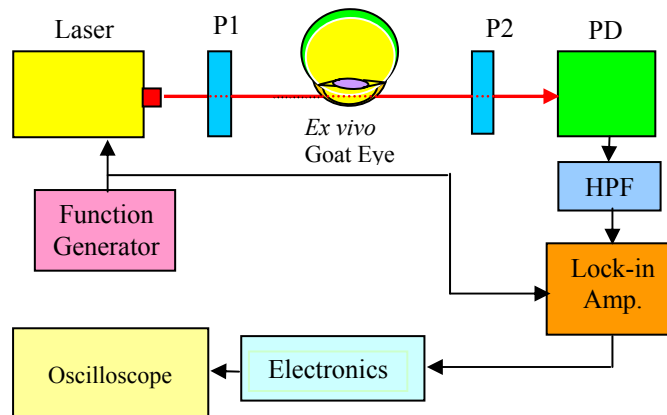 Laser
P1
P2
PD
Ex vivo
Goat Eye
HPF
Function
Generator
Lock-in
Amp.
Oscilloscope
Electronics